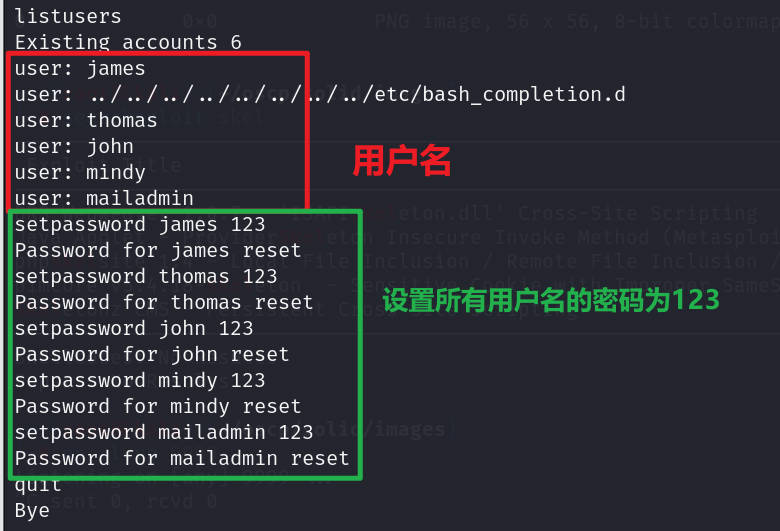 listusers
Existing accounts 6
user: james
user: ../../../../../../../../etc/bash_completion.d
user: thomas
user: john
user: mindy
user: mailadmin
用户名
setpassword james 123
Password for james reset
setpassword thomas 123
Password for thomas reset
setpassword john 123
Password for john reset
setpassword mindy 123
Password for mindy reset
setpassword mailadmin 123
Password for mailadmin reset
设置所有用户名的密码为123
quit
Bye